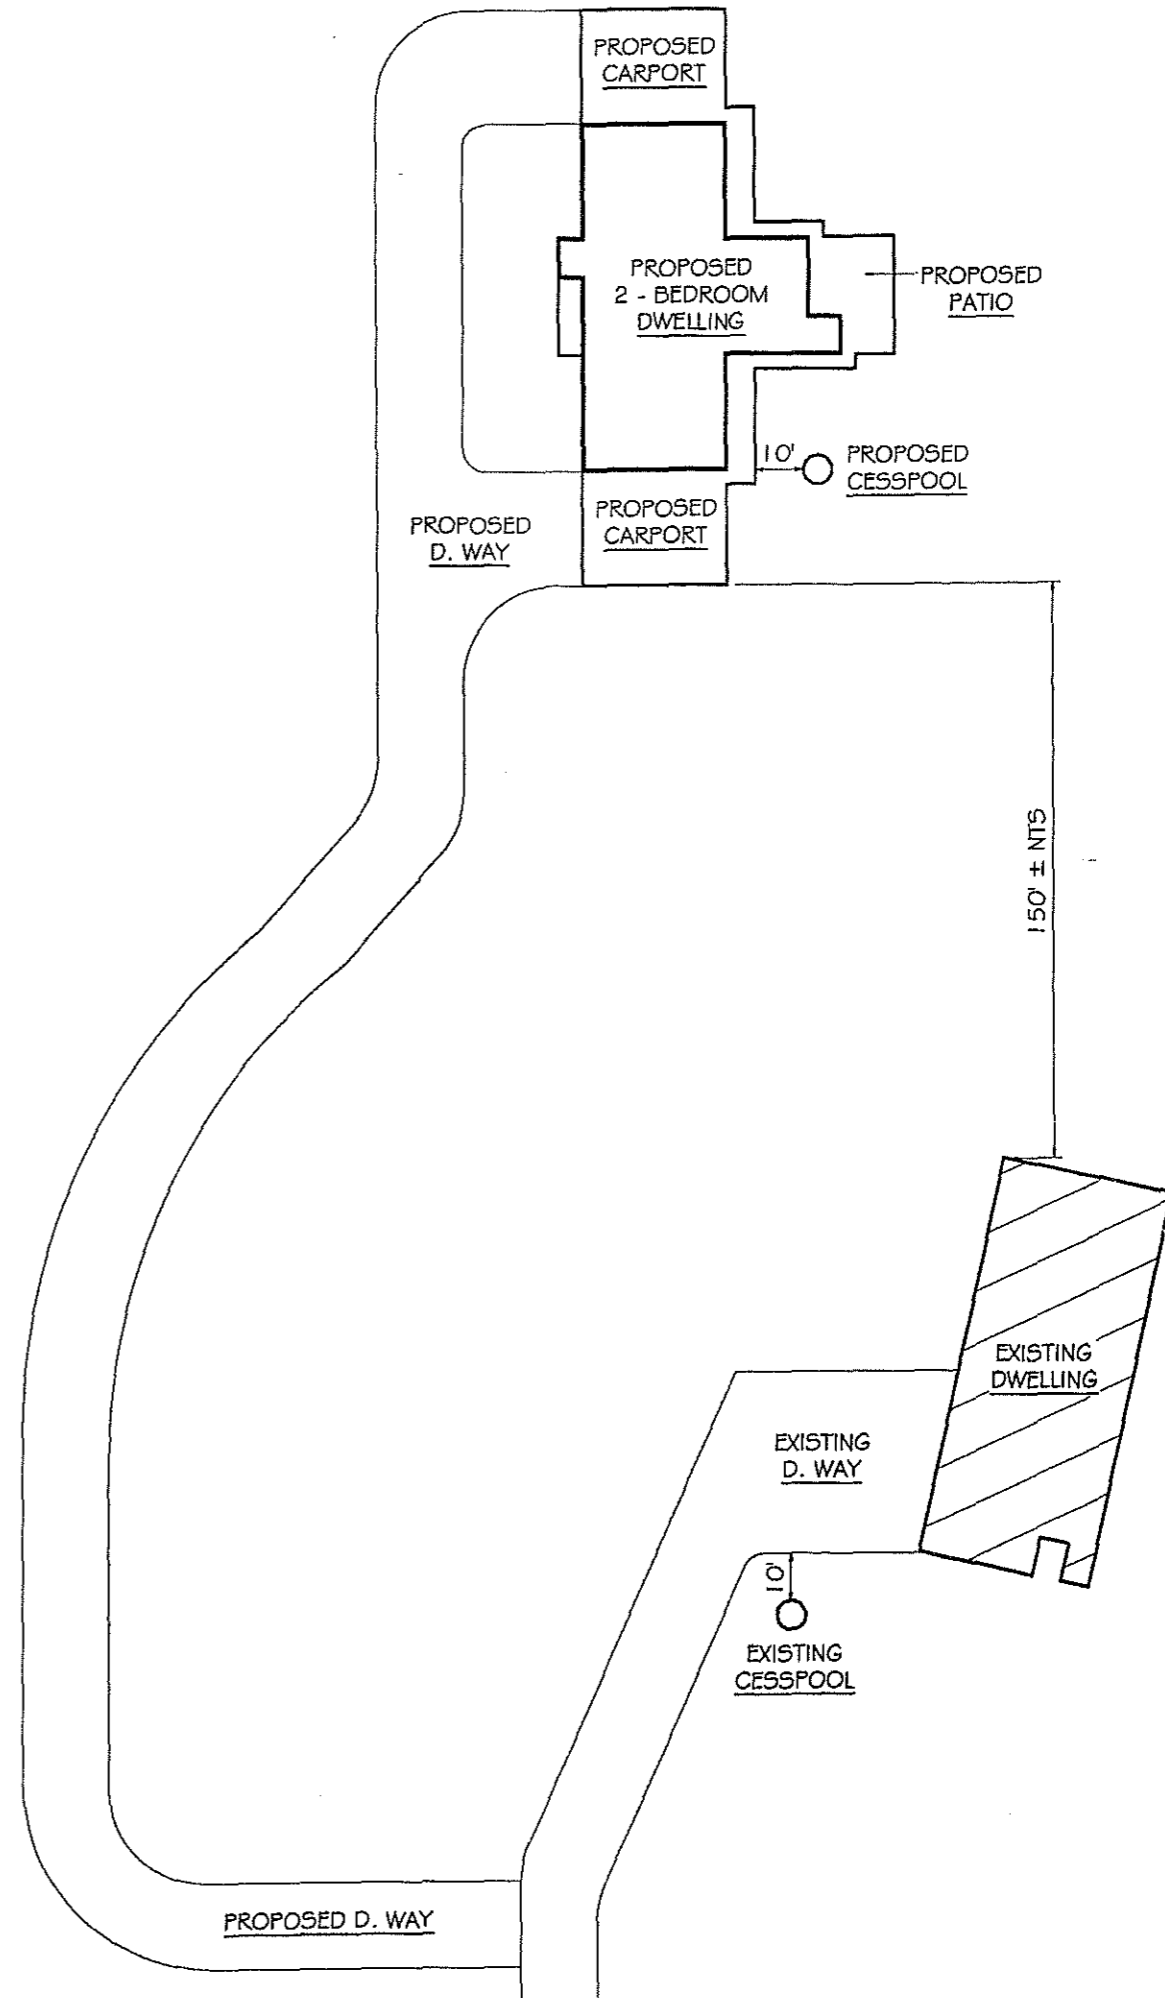 PROPOSED
CARPORT
PROPOSED
2 - BEDROOM
DWELLING
PROPOSED
PATIO
10'
PROPOSED
CESSPOOL
PROPOSED
D. WAY
PROPOSED
CARPORT
150' ± NTS
EXISTING
DWELLING
EXISTING
D. WAY
10'
EXISTING
CESSPOOL
PROPOSED D. WAY